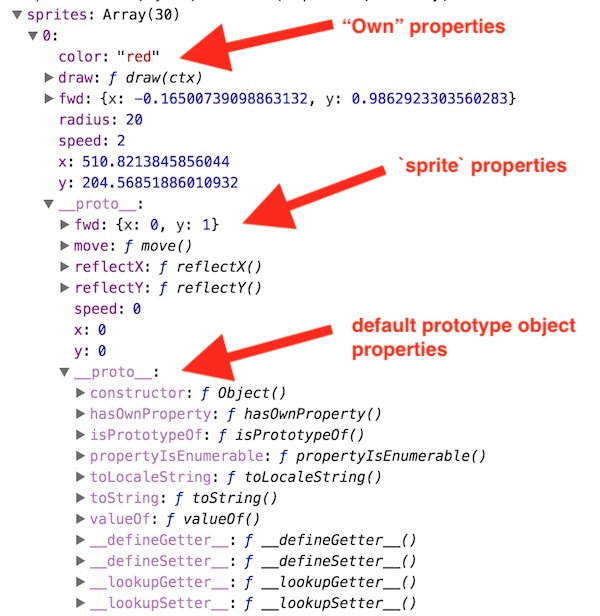 sprites: Array(30)
“Own” properties
0:
color: "red"
draw: ƒ draw(ctx)
fwd: {x: -0.16500739098863132, y: 0.9862923303560283}
radius: 20
speed: 2
x: 510.8213845856044
`sprite` properties
y: 204.56851886010932
__proto__:
fwd: {x: 0, y: 1}
move: ƒ move()
reflectX: ƒ reflectX()
reflectY: ƒ reflectY()
speed: 0
x: 0
default prototype object
y: 0
properties
__proto__:
constructor: ƒ Object()
hasOwnProperty: ƒ hasOwnProperty()
isPrototypeOf: ƒ isPrototypeOf()
propertyIsEnumerable: ƒ propertyIsEnumerable()
toLocaleString: ƒ toLocaleString()
toString: ƒ toString()
valueOf: ƒ valueOf()
__defineGetter__: ƒ __defineGetter__()
__defineSetter__: ƒ __defineSetter__()
__lookupGetter__: ƒ __lookupGetter__()
__lookupSetter__: ƒ __lookupSetter__()